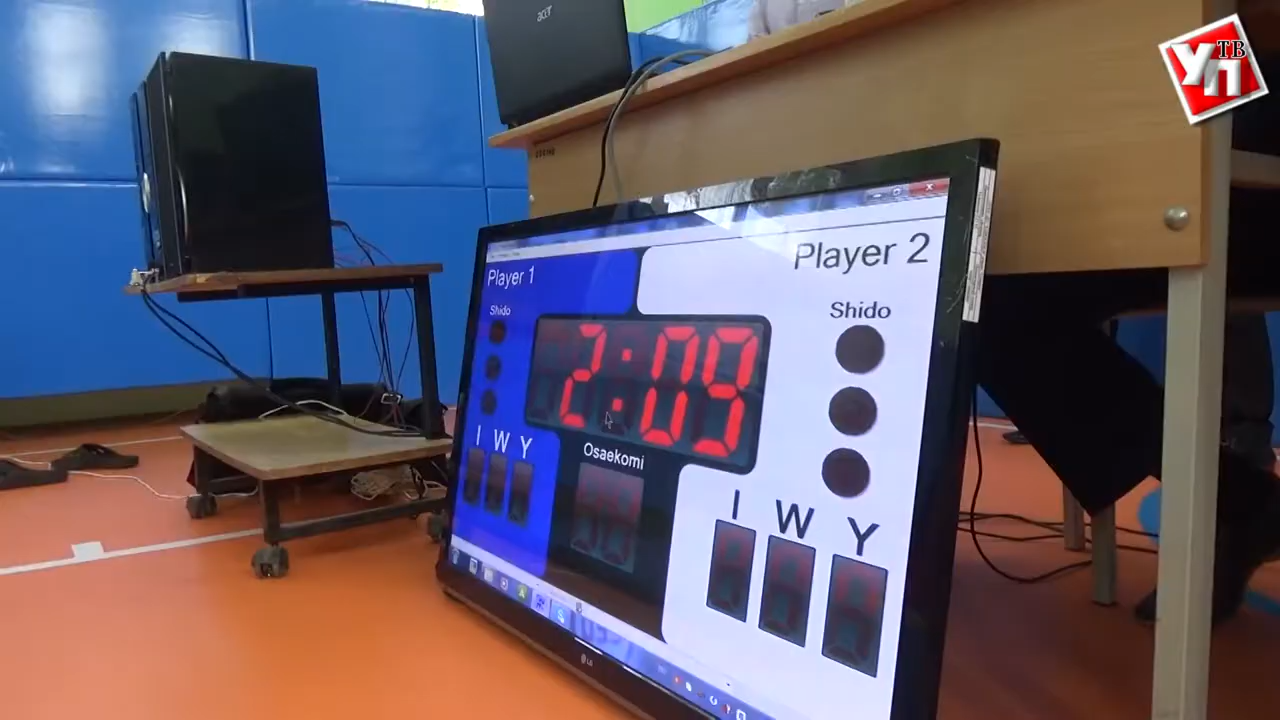 acer
УП
ТВ
Player 1
Player 2
Shido
Shido
2:09
I W Y
Osaekomi
I W Y
LG